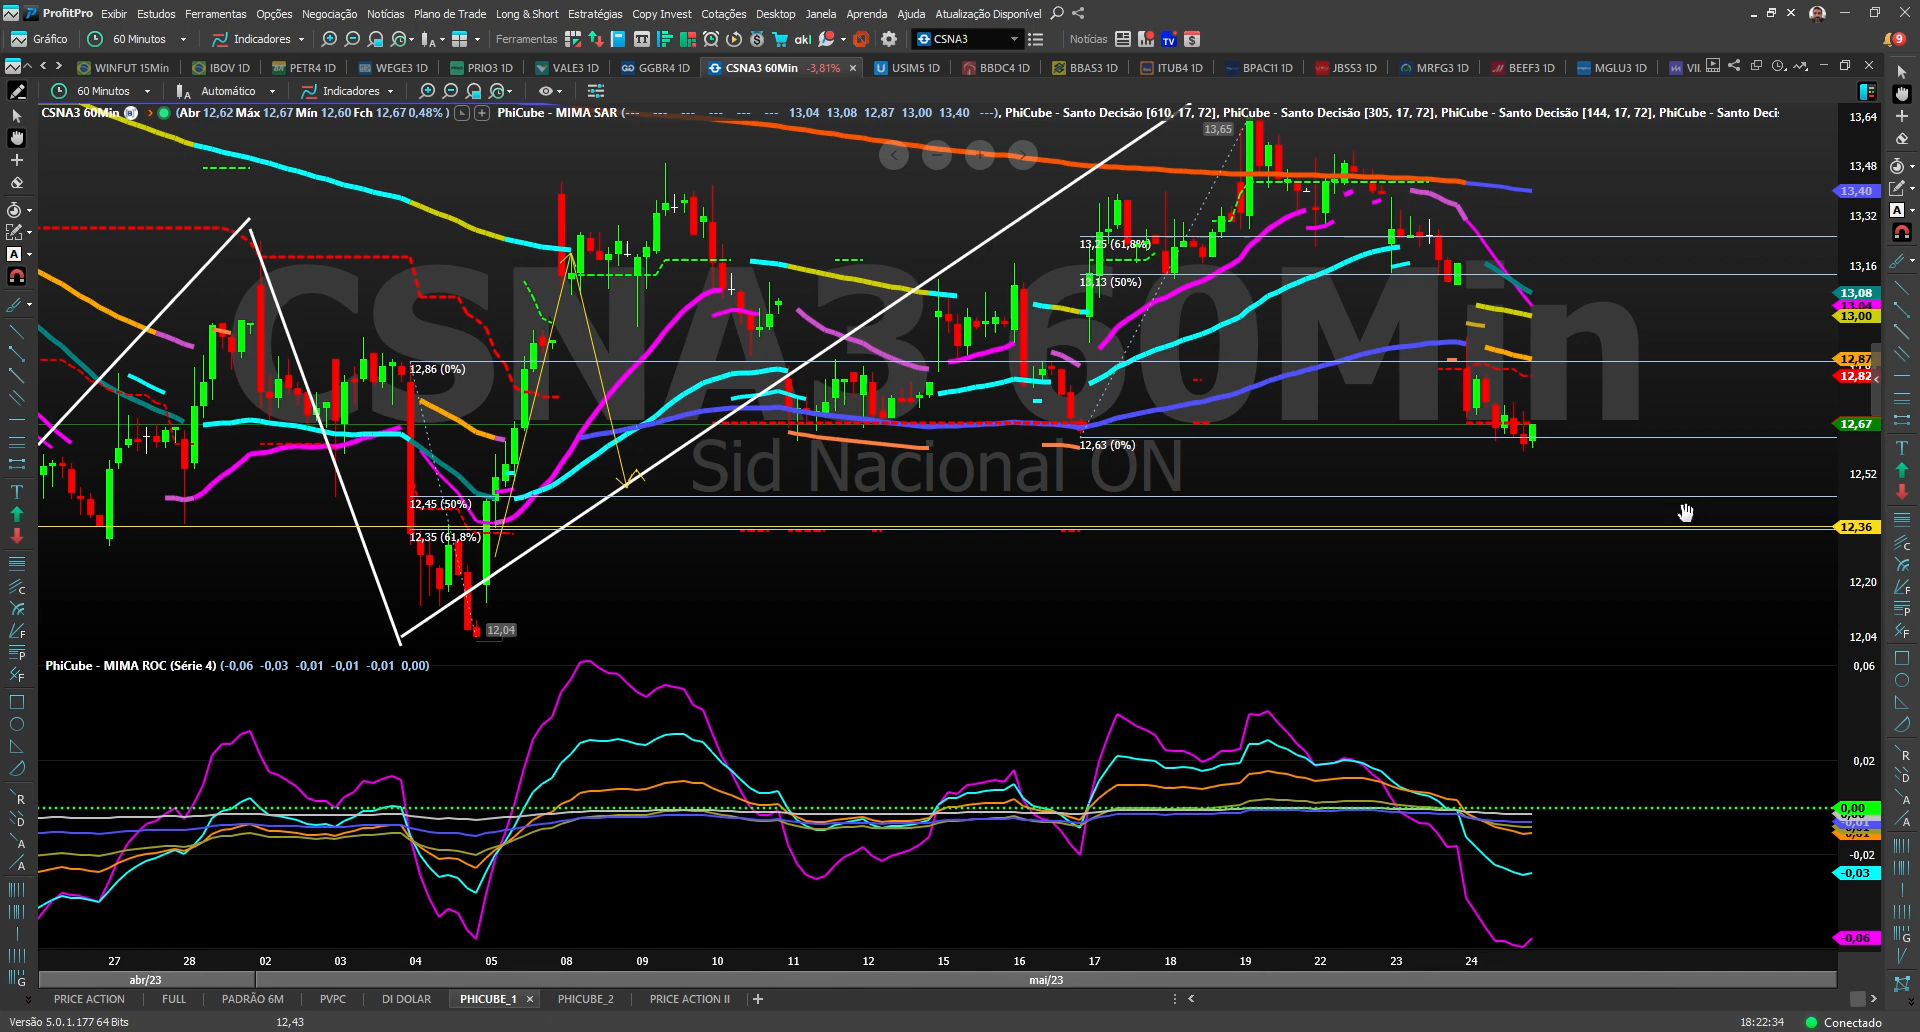 ProfitPro Exibir Estudos Ferramentas Opções Negociação Notícias Plano de Trade Long & Short Estratégias Copy Invest Cotações Desktop Janela Aprenda Ajuda Atualização Disponível
Gráfico 60 Minutos Indicadores Ferramentas CSNA3 Notícias 9
WINFUT 15Min IBOV 1D PETR4 1D WEGE3 1D PRIO3 1D VALE3 1D GGBR4 1D CSNA3 60Min -3,81% USIM5 1D BBDC4 1D BBAS3 1D ITUB4 1D BPAC11 1D JBSS3 1D MRFG3 1D BEEF3 1D MGLU3 1D VII
60 Minutos Automático Indicadores
CSNA3 60Min (Abr 12,62 Máx 12,67 Mín 12,60 Fch 12,67 0,48% ) PhiCube - MIMA SAR (--- --- --- --- --- 13,04 13,08 12,87 13,00 13,40 ---), PhiCube - Santo Decisão [610, 17, 72], PhiCube - Santo Decisão [305, 17, 72], PhiCube - Santo Decisão [144, 17, 72], PhiCube - Santo Deci
CSNA3 60Min
Sid Nacional ON
13,65
13,25 (61,8%)
13,13 (50%)
12,86 (0%)
12,63 (0%)
12,45 (50%)
12,35 (61,8%)
12,04
13,64
13,48
13,40
13,32
13,16
13,08
13,04
13,00
12,87
12,82
12,67
12,52
12,36
12,20
12,04
PhiCube - MIMA ROC (Série 4) (-0,06 -0,03 -0,01 -0,01 -0,01 0,00)
0,06
0,02
0,00
-0,01
-0,02
-0,03
-0,06
27 28 02 03 04 05 08 09 10 11 12 15 16 17 18 19 22 23 24
abr/23 mai/23
PRICE ACTION FULL PADRÃO 6M PVPC DI DOLAR PHICUBE_1 PHICUBE_2 PRICE ACTION II
Versão 5.0.1.177 64 Bits 12,43 18:22:34 Conectado